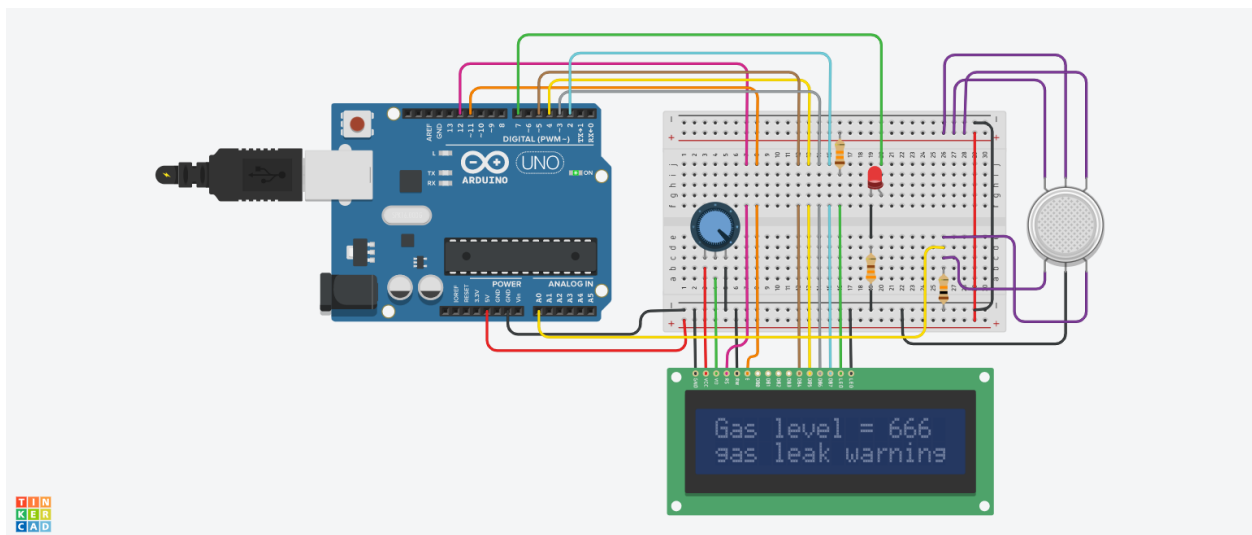 AREF
GND
13
12
~11
~10
~9
8
7
~6
~5
4
~3
2
TX→1
RX←0
DIGITAL (PWM~)
L
TX
RX
ARDUINO
UNO
ON
POWER
ANALOG IN
IOREF
RESET
3.3V
5V
GND
GND
Vin
A0
A1
A2
A3
A4
A5
GND
VCC
Gas level = 666
gas leak warning
TIN
KER
CAD